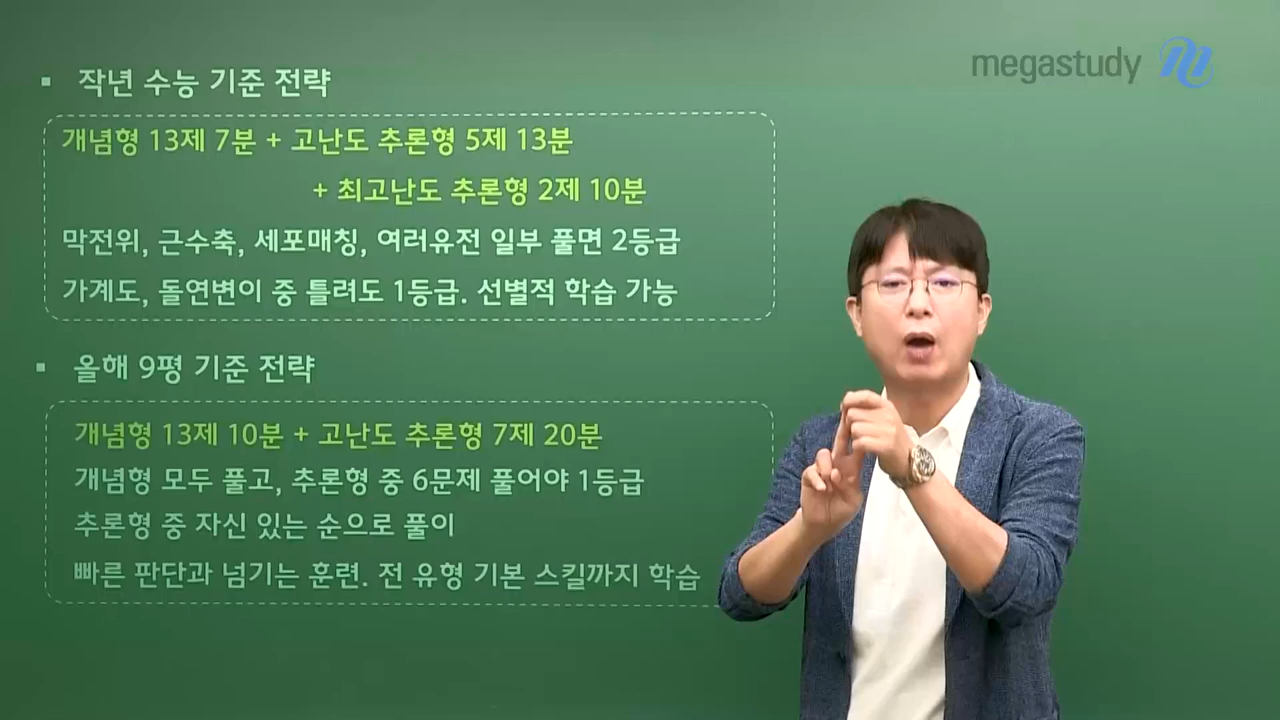 megastudy
▪ 작년 수능 기준 전략
개념형 13제 7분 + 고난도 추론형 5제 13분
+ 최고난도 추론형 2제 10분
막전위, 근수축, 세포매칭, 여러유전 일부 풀면 2등급
가계도, 돌연변이 중 틀려도 1등급. 선별적 학습 가능
▪ 올해 9평 기준 전략
개념형 13제 10분 + 고난도 추론형 7제 20분
개념형 모두 풀고, 추론형 중 6문제 풀어야 1등급
추론형 중 자신 있는 순으로 풀이
빠른 판단과 넘기는 훈련. 전 유형 기본 스킬까지 학습